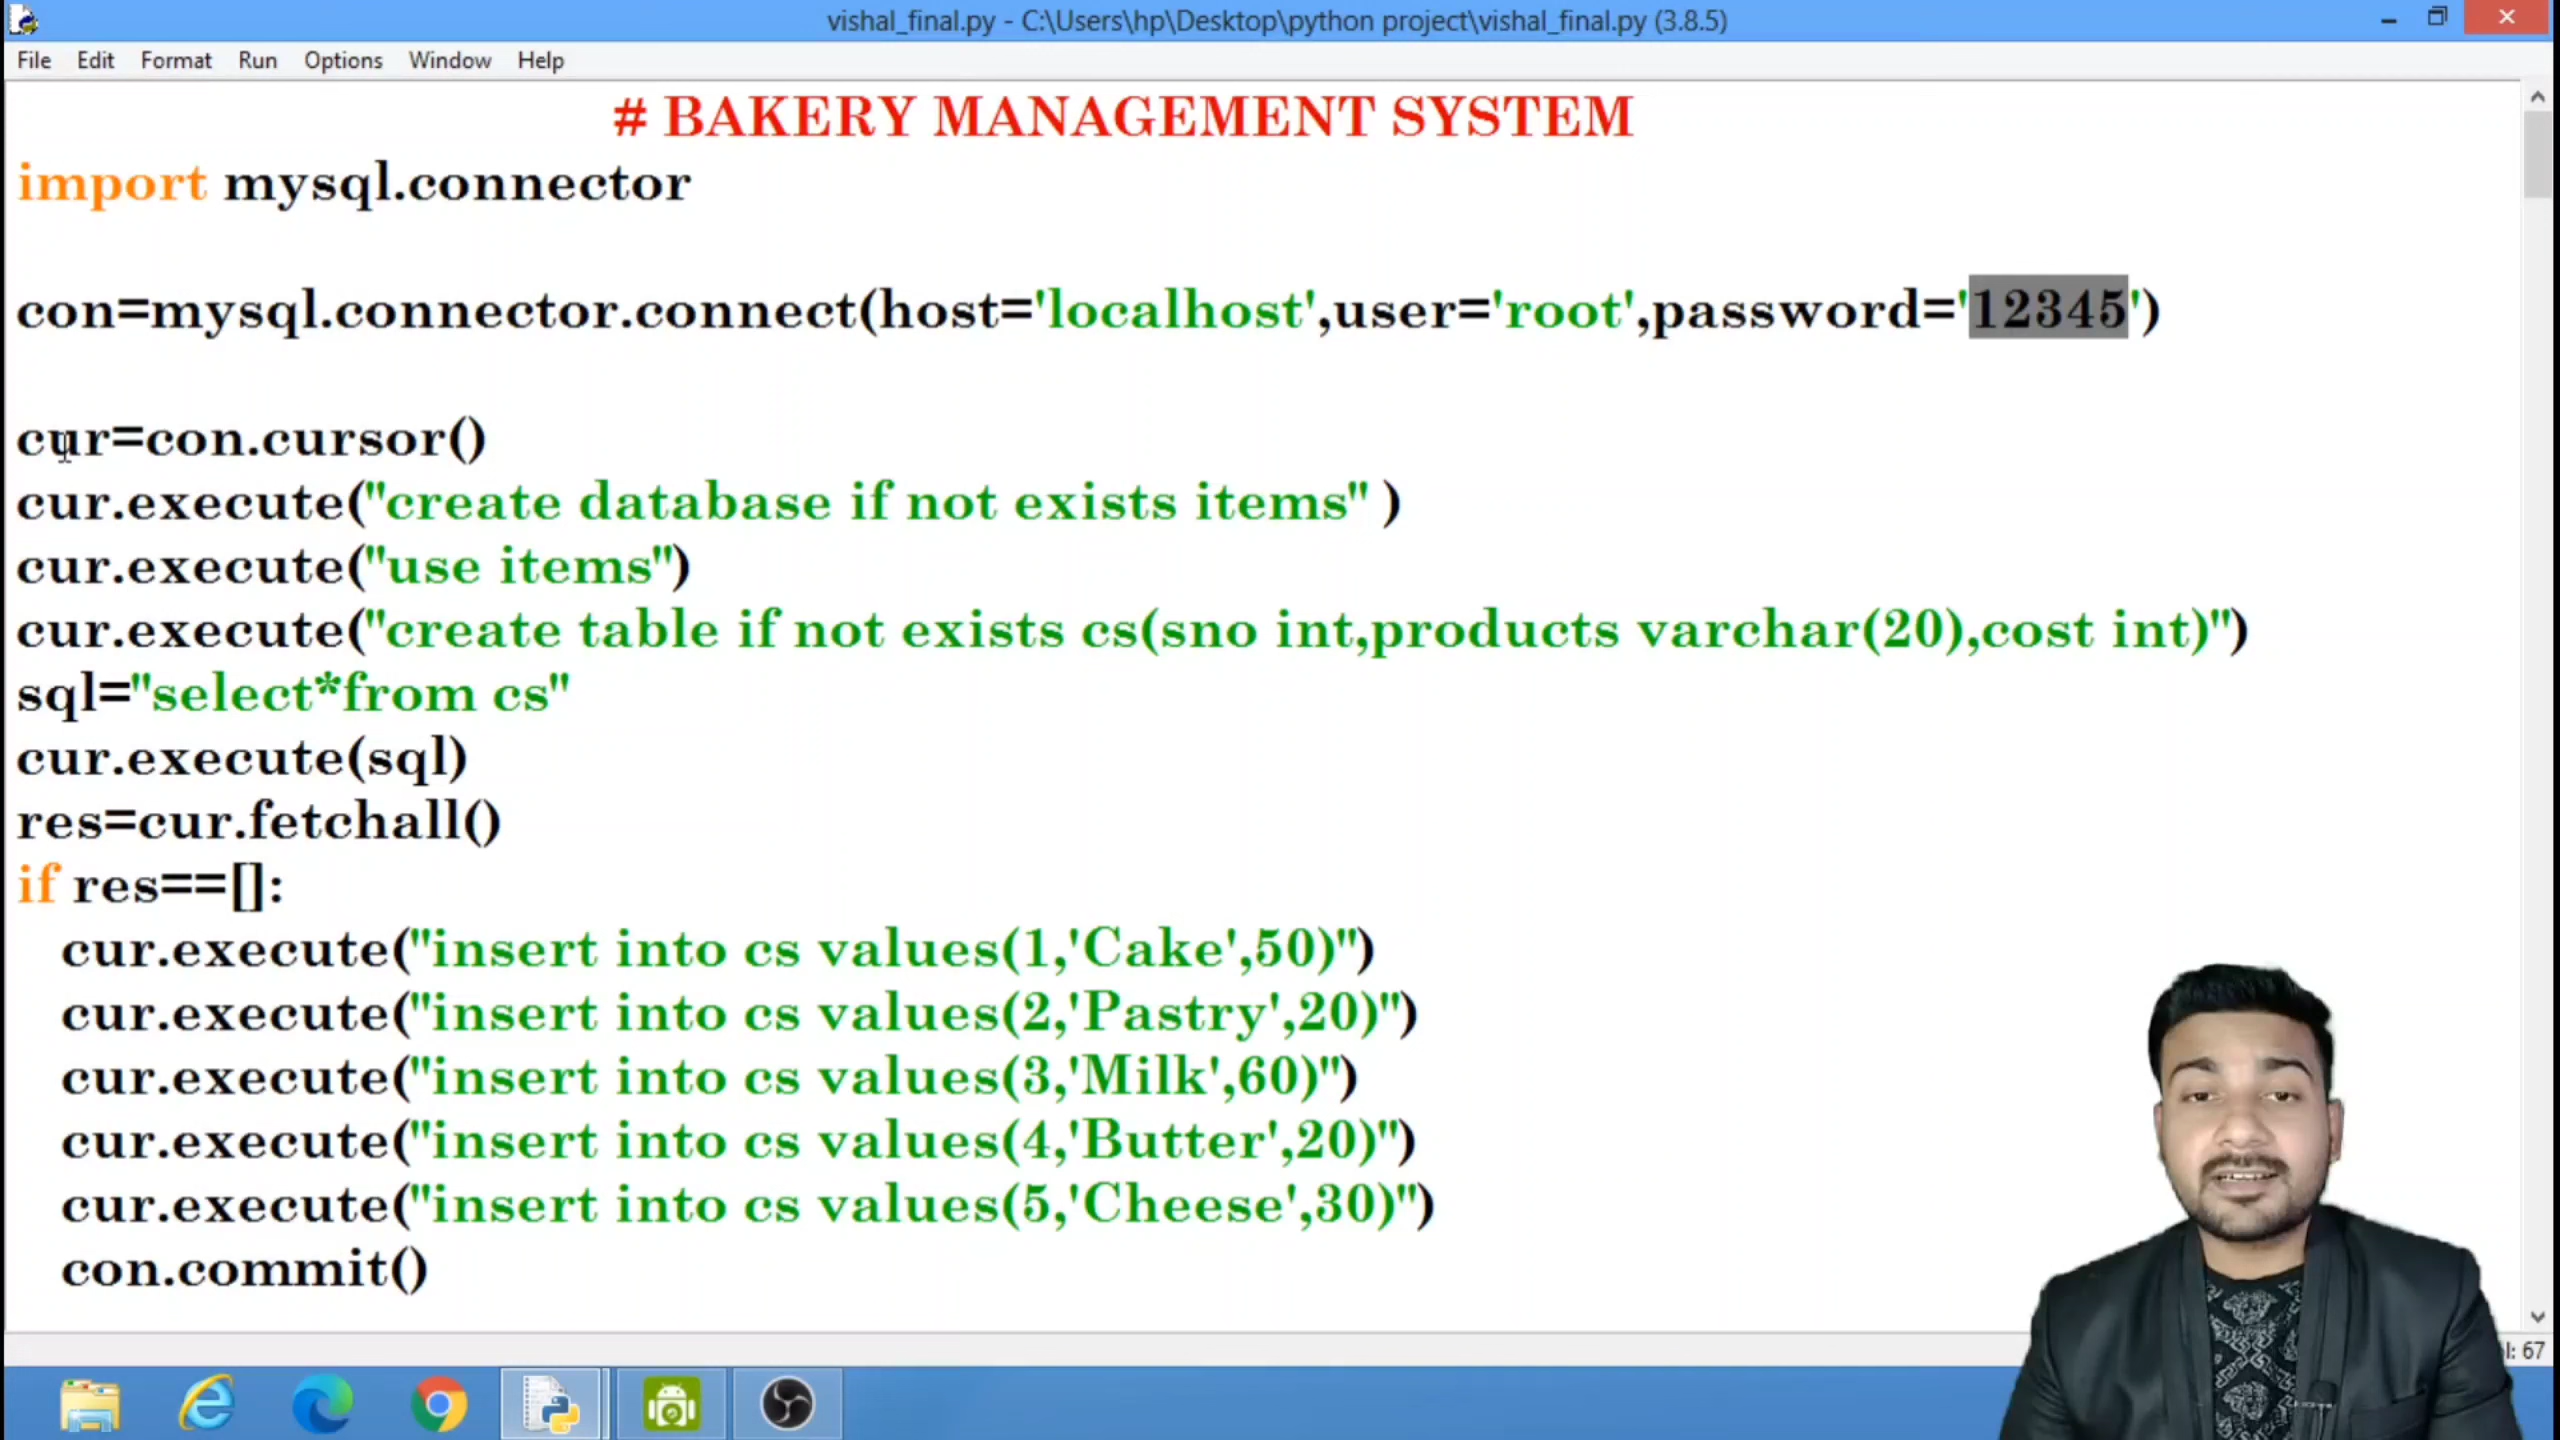 vishal_final.py - C:\Users\hp\Desktop\python project\vishal_final.py (3.8.5)
File Edit Format Run Options Window Help
# BAKERY MANAGEMENT SYSTEM
import mysql.connector
con=mysql.connector.connect(host='localhost',user='root',password='12345')
cur=con.cursor()
cur.execute("create database if not exists items" )
cur.execute("use items")
cur.execute("create table if not exists cs(sno int,products varchar(20),cost int)")
sql="select*from cs"
cur.execute(sql)
res=cur.fetchall()
if res==[]:
cur.execute("insert into cs values(1,'Cake',50)")
cur.execute("insert into cs values(2,'Pastry',20)")
cur.execute("insert into cs values(3,'Milk',60)")
cur.execute("insert into cs values(4,'Butter',20)")
cur.execute("insert into cs values(5,'Cheese',30)")
con.commit()
67